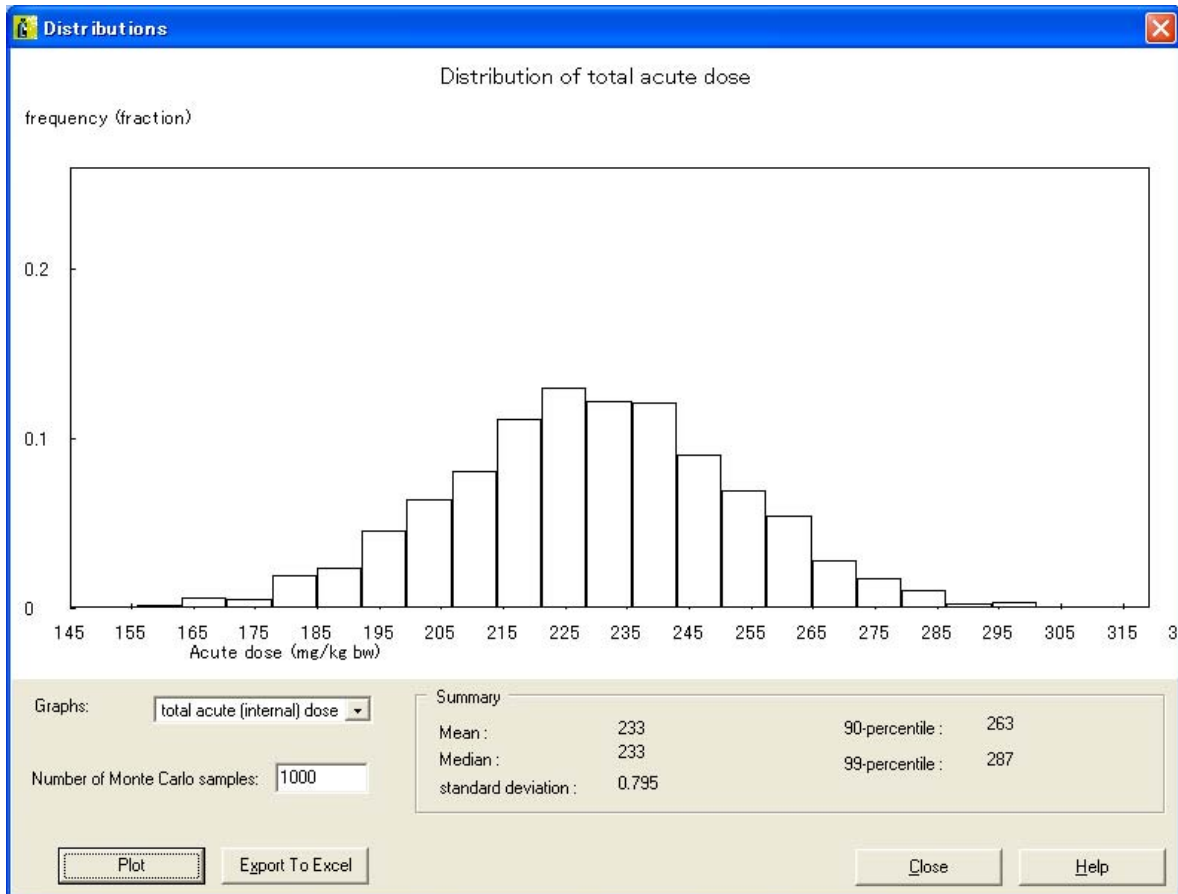 Distributions
Distribution of total acute dose
frequency (fraction)
0.2
0.1
0
145 155 165 175 185 195 205 215 225 235 245 255 265 275 285 295 305 315 3
Acute dose (mg/kg bw)
Graphs: total acute (internal) dose
Number of Monte Carlo samples: 1000
Summary
Mean : 233
Median : 233
standard deviation : 0.795
90-percentile : 263
99-percentile : 287
Plot
Export To Excel
Close
Help